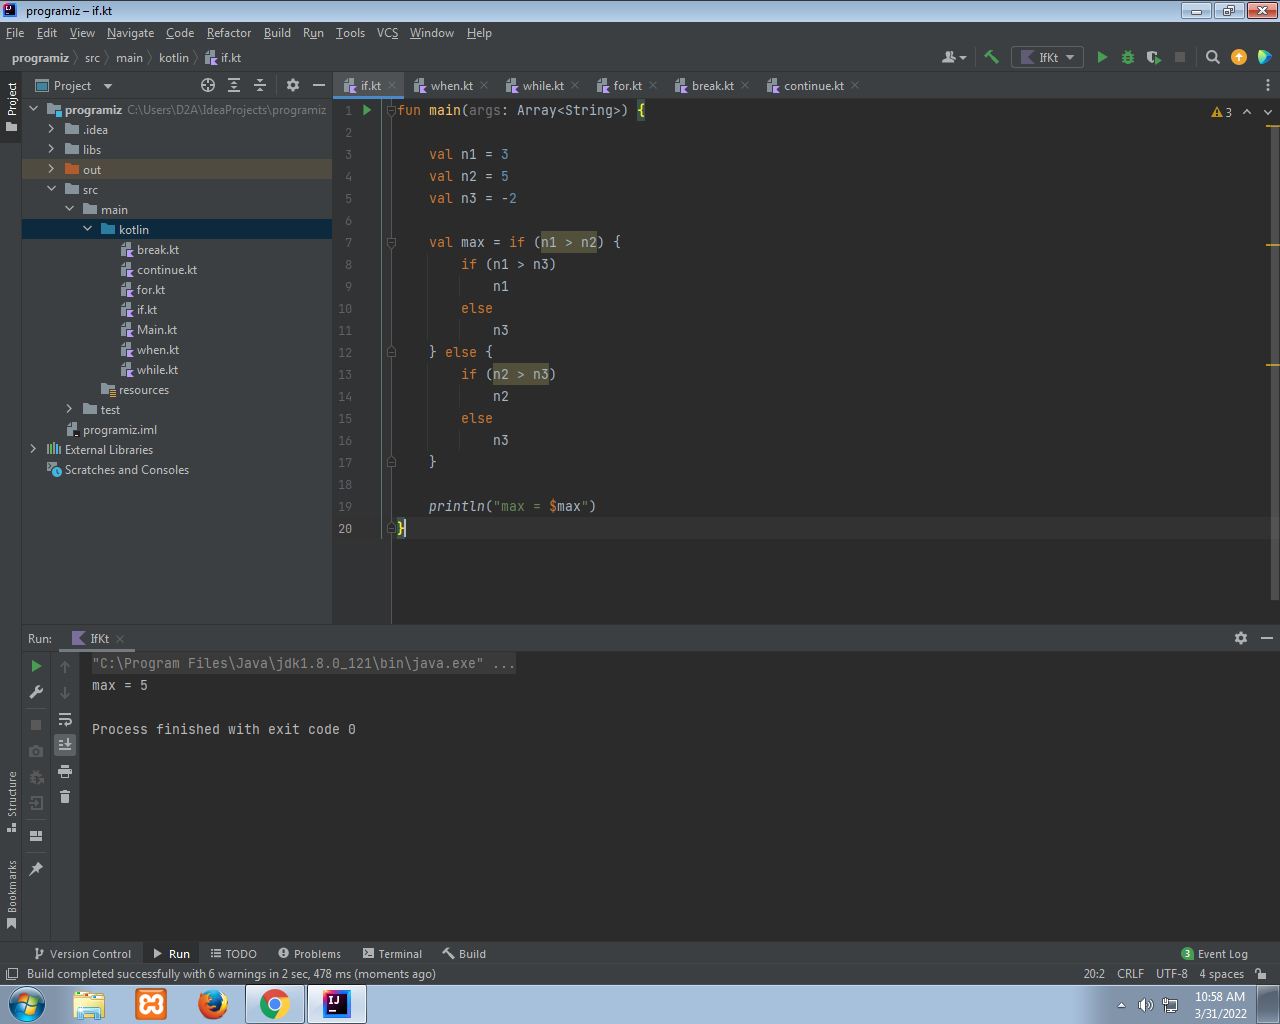 programiz – if.kt
File Edit View Navigate Code Refactor Build Run Tools VCS Window Help
programiz src main kotlin if.kt
IfKt
Project
Project
if.kt when.kt while.kt for.kt break.kt continue.kt
programiz C:\Users\D2A\IdeaProjects\programiz
.idea
libs
out
src
main
kotlin
break.kt
continue.kt
for.kt
if.kt
Main.kt
when.kt
while.kt
resources
test
programiz.iml
External Libraries
Scratches and Consoles
3
1 fun main(args: Array<String>) {
2
3 val n1 = 3
4 val n2 = 5
5 val n3 = -2
6
7 val max = if (n1 > n2) {
8 if (n1 > n3)
9 n1
10 else
11 n3
12 } else {
13 if (n2 > n3)
14 n2
15 else
16 n3
17 }
18
19 println("max = $max")
20 }
Run: IfKt
"C:\Program Files\Java\jdk1.8.0_121\bin\java.exe" ...
max = 5
Process finished with exit code 0
Structure
Bookmarks
Version Control Run TODO Problems Terminal Build 3 Event Log
Build completed successfully with 6 warnings in 2 sec, 478 ms (moments ago) 20:2 CRLF UTF-8 4 spaces
IJ
10:58 AM
3/31/2022